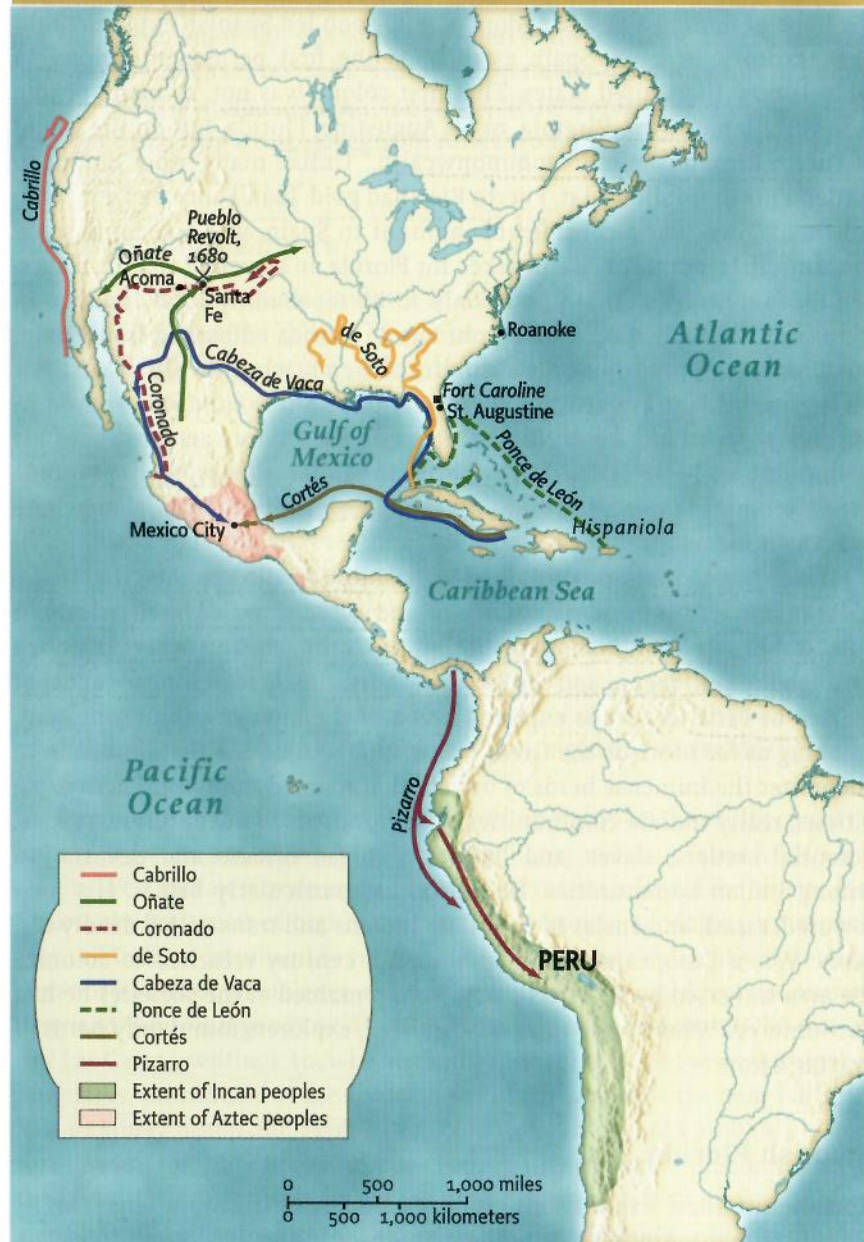 Cabrillo
Pueblo
Revolt,
1680
Oñate
Acoma
Santa
Fe
de Soto
Roanoke
Atlantic
Ocean
Cabeza de Vaca
Coronado
Fort Caroline
St. Augustine
Gulf of
Mexico
Ponce de León
Cortés
Mexico City
Hispaniola
Caribbean Sea
Pacific
Ocean
Pizarro
PERU
Cabrillo
Oñate
Coronado
de Soto
Cabeza de Vaca
Ponce de León
Cortés
Pizarro
Extent of Incan peoples
Extent of Aztec peoples
0 500 1,000 miles
0 500 1,000 kilometers